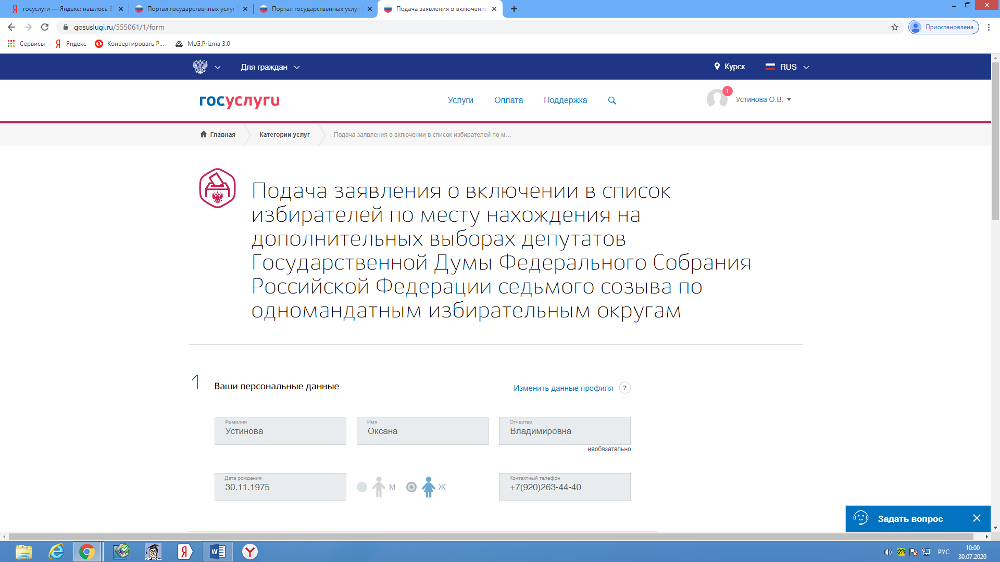 госуслуги — Яндекс: нашлось 3
Портал государственных услуг
Портал государственных услуг
Подача заявления о включени
gosuslugi.ru/555061/1/form
Приостановлена
Сервисы
Яндекс
Конвертировать P...
MLG.Prizma 3.0
Для граждан
Курск
RUS
госуслуги
Услуги
Оплата
Поддержка
1
Устинова О.В.
Главная
Категории услуг
Подача заявления о включении в список избирателей по м...
Подача заявления о включении в список
избирателей по месту нахождения на
дополнительных выборах депутатов
Государственной Думы Федерального Собрания
Российской Федерации седьмого созыва по
одномандатным избирательным округам
1
Ваши персональные данные
Изменить данные профиля
?
Фамилия
Устинова
Имя
Оксана
Отчество
Владимировна
необязательно
Дата рождения
30.11.1975
М
Ж
Контактный телефон
+7(920)263-44-40
Задать вопрос
РУС
10:00
30.07.2020